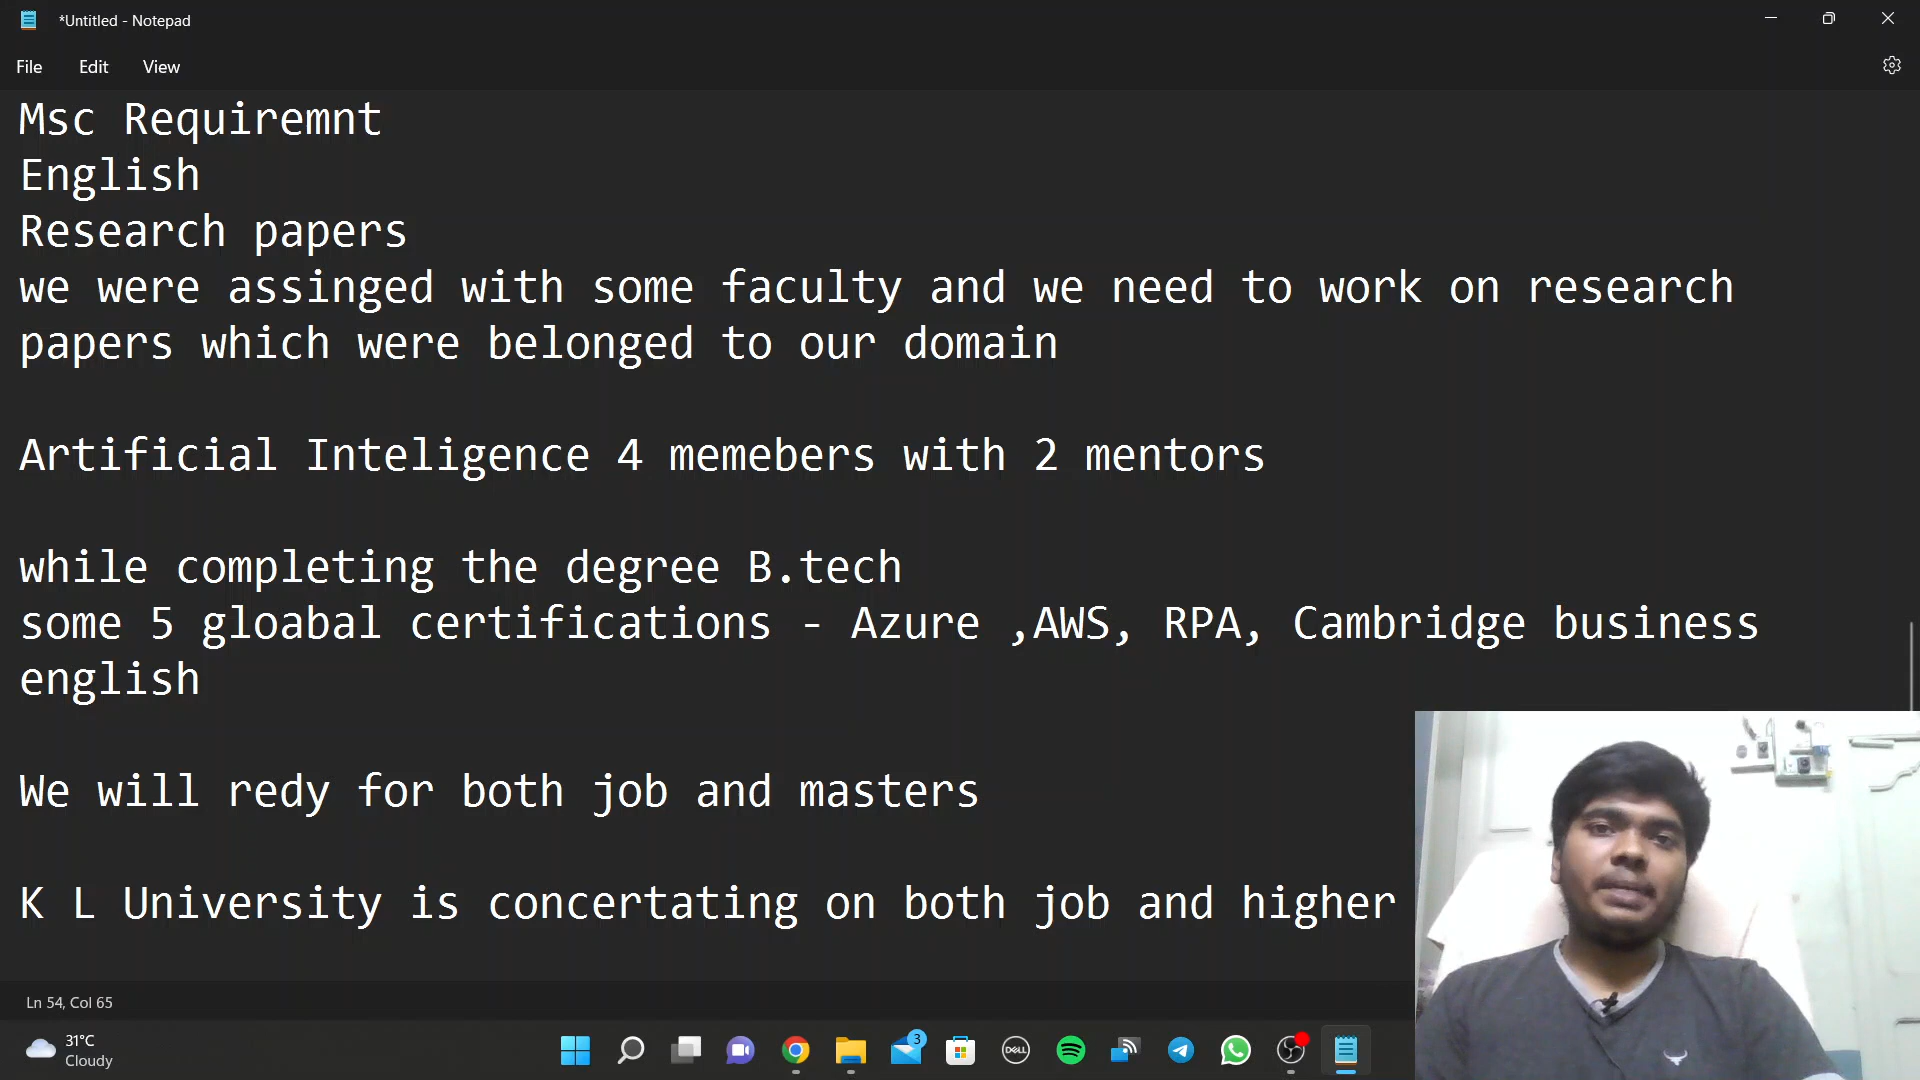 *Untitled - Notepad
File Edit View
Msc Requiremnt
English
Research papers
we were assinged with some faculty and we need to work on research
papers which were belonged to our domain
Artificial Inteligence 4 memebers with 2 mentors
while completing the degree B.tech
some 5 gloabal certifications - Azure ,AWS, RPA, Cambridge business
english
We will redy for both job and masters
K L University is concertating on both job and higher
Ln 54, Col 65
31°C
Cloudy
3
DELL